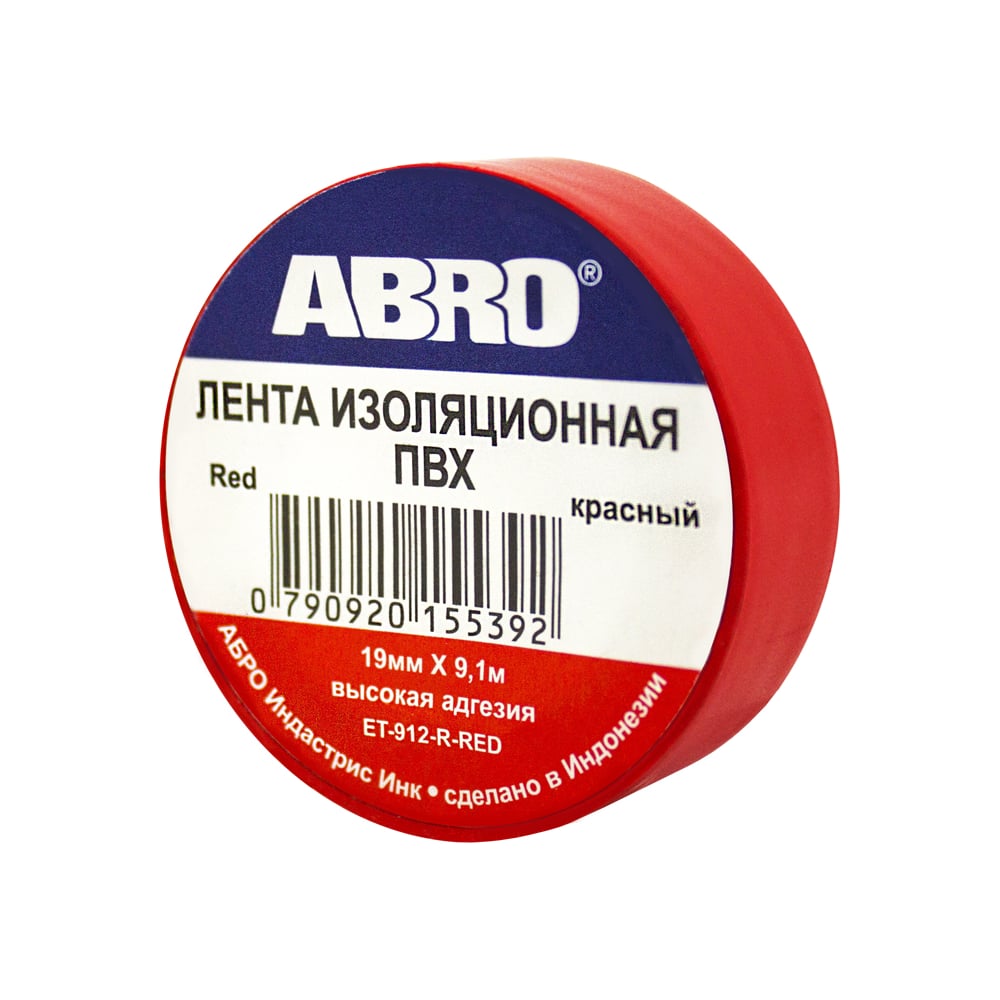 ABRO®
ЛЕНТА ИЗОЛЯЦИОННАЯ
ПВХ
Red
красный
0 790920 155392
19мм X 9,1м
высокая адгезия
ET-912-R-RED
АБРО Индастрис Инк • сделано в Индонезии